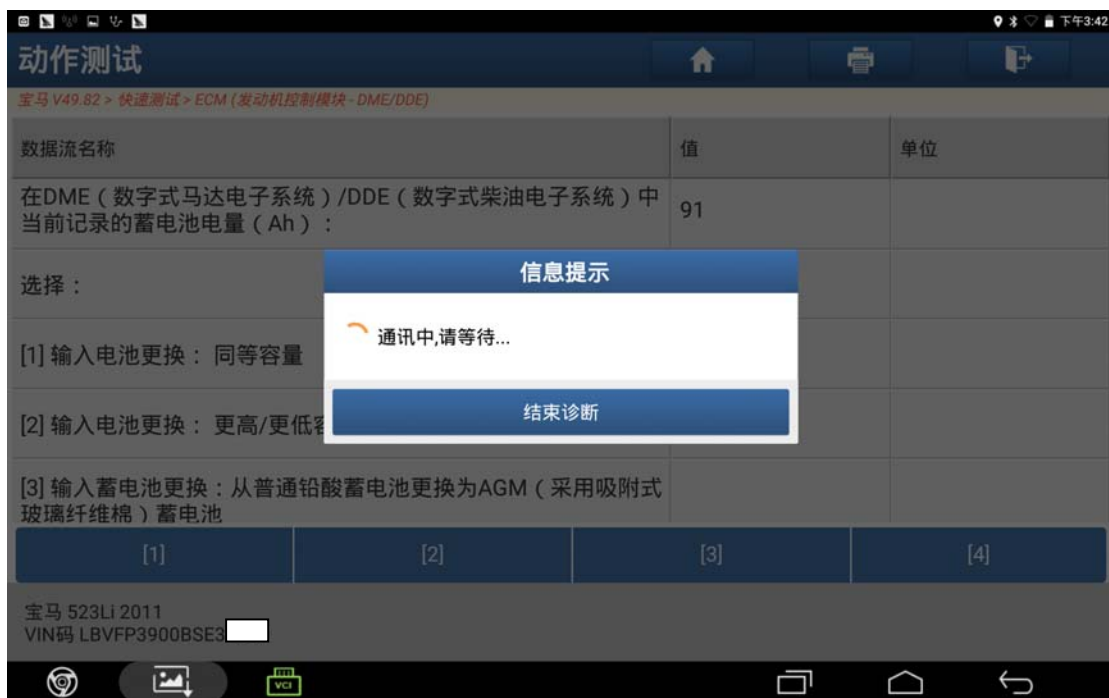 下午3:42
动作测试
宝马 V49.82 > 快速测试 > ECM (发动机控制模块 - DME/DDE)
数据流名称 值 单位
在DME（数字式马达电子系统）/DDE（数字式柴油电子系统）中
当前记录的蓄电池电量（Ah）： 91
选择：
[1] 输入电池更换： 同等容量
[2] 输入电池更换： 更高/更低
[3] 输入蓄电池更换：从普通铅酸蓄电池更换为AGM（采用吸附式
玻璃纤维棉）蓄电池
信息提示
通讯中,请等待...
结束诊断
[1] [2] [3] [4]
宝马 523Li 2011
VIN码 LBVFP3900BSE3
VCI